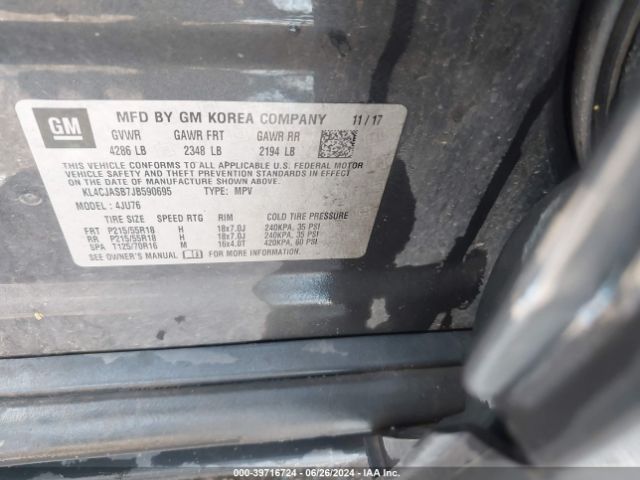 GM
MFD BY GM KOREA COMPANY 11/17
GVWR GAWR FRT GAWR RR
4286 LB 2348 LB 2194 LB
THIS VEHICLE CONFORMS TO ALL APPLICABLE U.S. FEDERAL MOTOR
VEHICLE SAFETY AND THEFT PREVENTION STANDARDS IN EFFECT ON THE
DATE OF MANUFACTURE SHOWN ABOVE.
KL4CJASB7JB590695 TYPE: MPV
MODEL: 4JU76
TIRE SIZE SPEED RTG RIM COLD TIRE PRESSURE
FRT P215/55R18 H 18x7.0J 240KPA, 35 PSI
RR P215/55R18 H 18x7.0J 240KPA, 35 PSI
SPA T125/70R16 M 16x4.0T 420KPA, 60 PSI
SEE OWNER'S MANUAL FOR MORE INFORMATION.
000-39716724 | 06/26/2024 | IAA Inc.